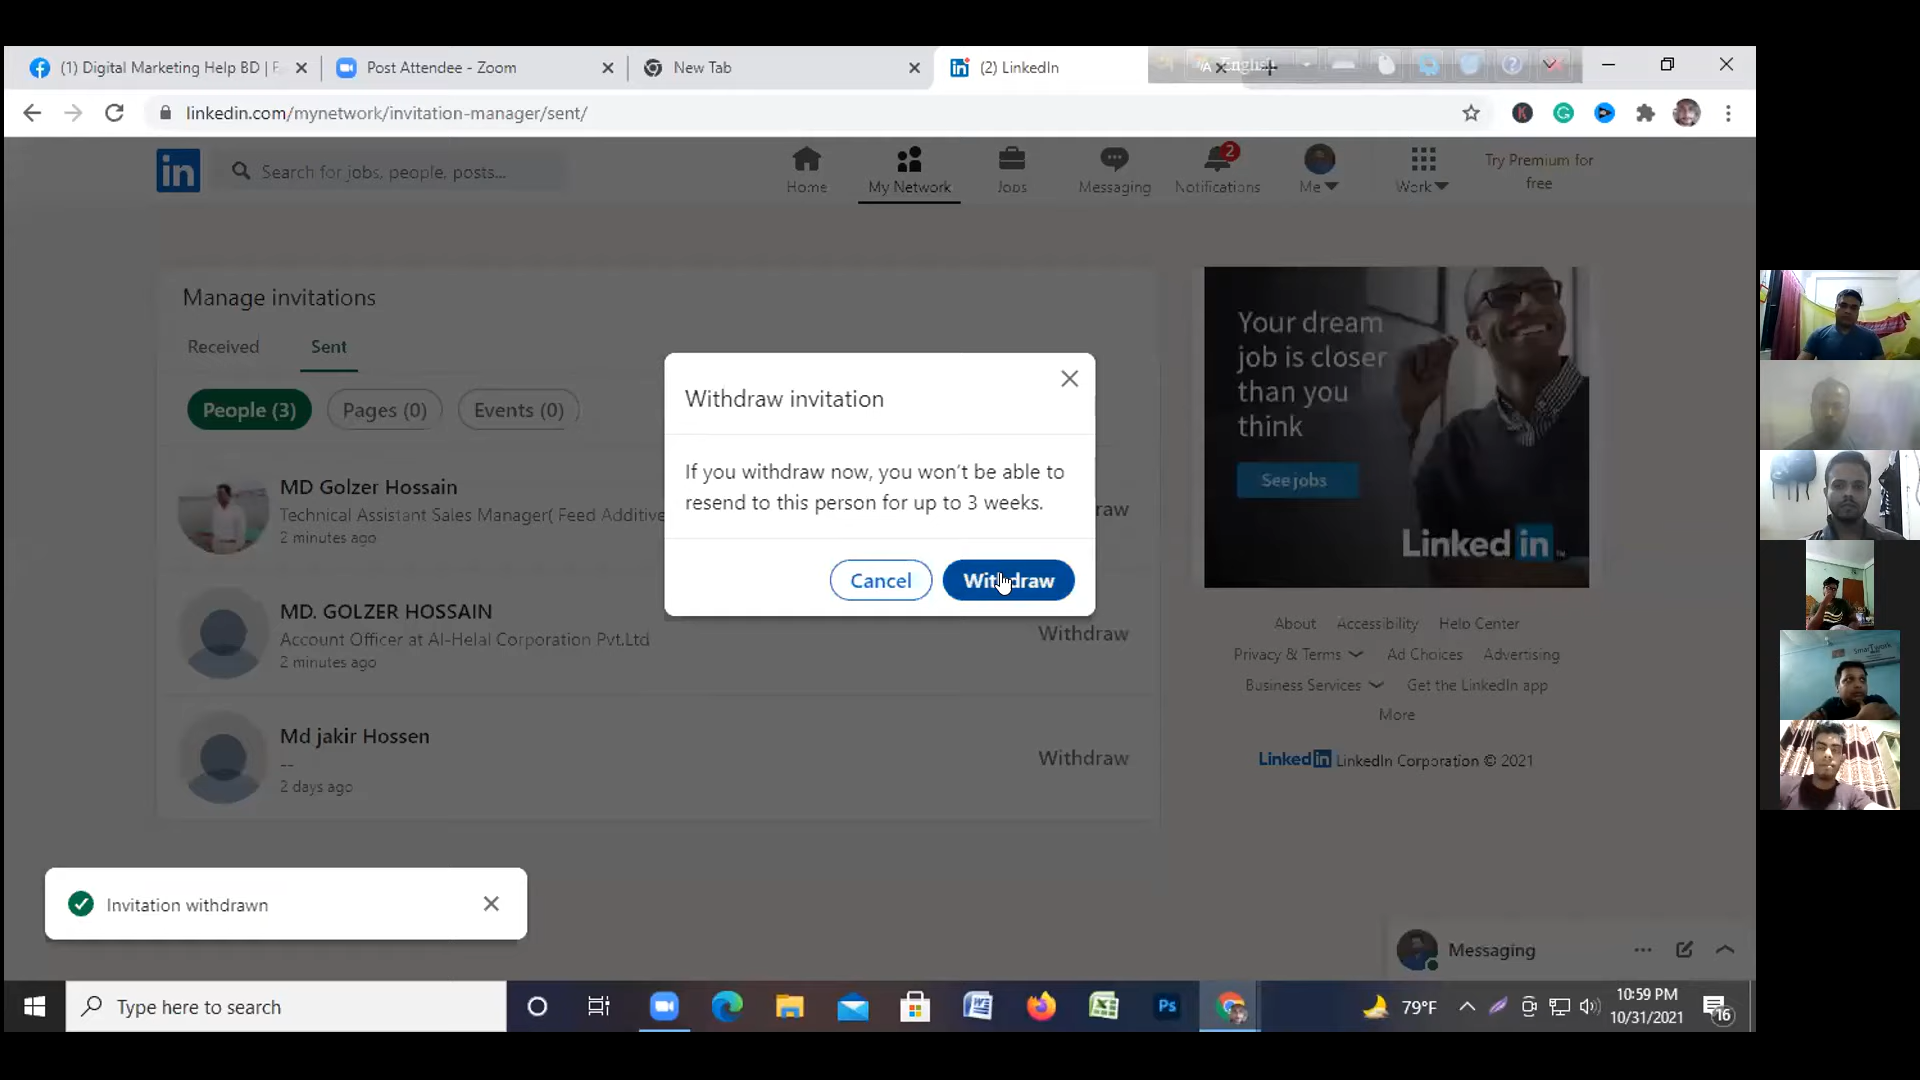 (1) Digital Marketing Help BD | F
Post Attendee - Zoom
New Tab
(2) LinkedIn
English
linkedin.com/mynetwork/invitation-manager/sent/
in
Search for jobs, people, posts...
Home
My Network
Jobs
Messaging
2
Notifications
Me
Work
Try Premium for
free
Manage invitations
Received
Sent
People (3)
Pages (0)
Events (0)
MD Golzer Hossain
Technical Assistant Sales Manager( Feed Additive
2 minutes ago
raw
MD. GOLZER HOSSAIN
Account Officer at Al-Helal Corporation Pvt.Ltd
2 minutes ago
Withdraw
Md jakir Hossen
--
2 days ago
Withdraw
Withdraw invitation
If you withdraw now, you won't be able to
resend to this person for up to 3 weeks.
Cancel
Withdraw
Your dream
job is closer
than you
think
See jobs
Linked in
About
Accessibility
Help Center
Privacy & Terms
Ad Choices
Advertising
Business Services
Get the LinkedIn app
More
Linked in LinkedIn Corporation © 2021
Invitation withdrawn
Messaging
Type here to search
Ps
79°F
10:59 PM
10/31/2021
16